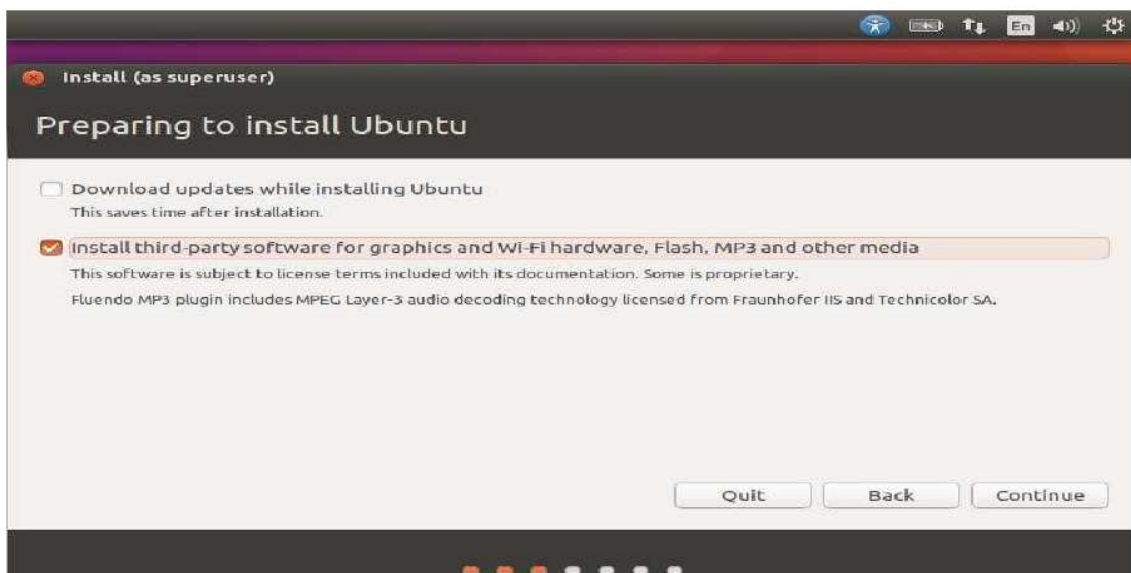 En
Install (as superuser)
Preparing to install Ubuntu
Download updates while installing Ubuntu
This saves time after installation.
Install third-party software for graphics and Wi-Fi hardware, Flash, MP3 and other media
This software is subject to license terms included with its documentation. Some is proprietary.
Fluendo MP3 plugin includes MPEG Layer-3 audio decoding technology licensed from Fraunhofer IIS and Technicolor SA.
Quit Back Continue